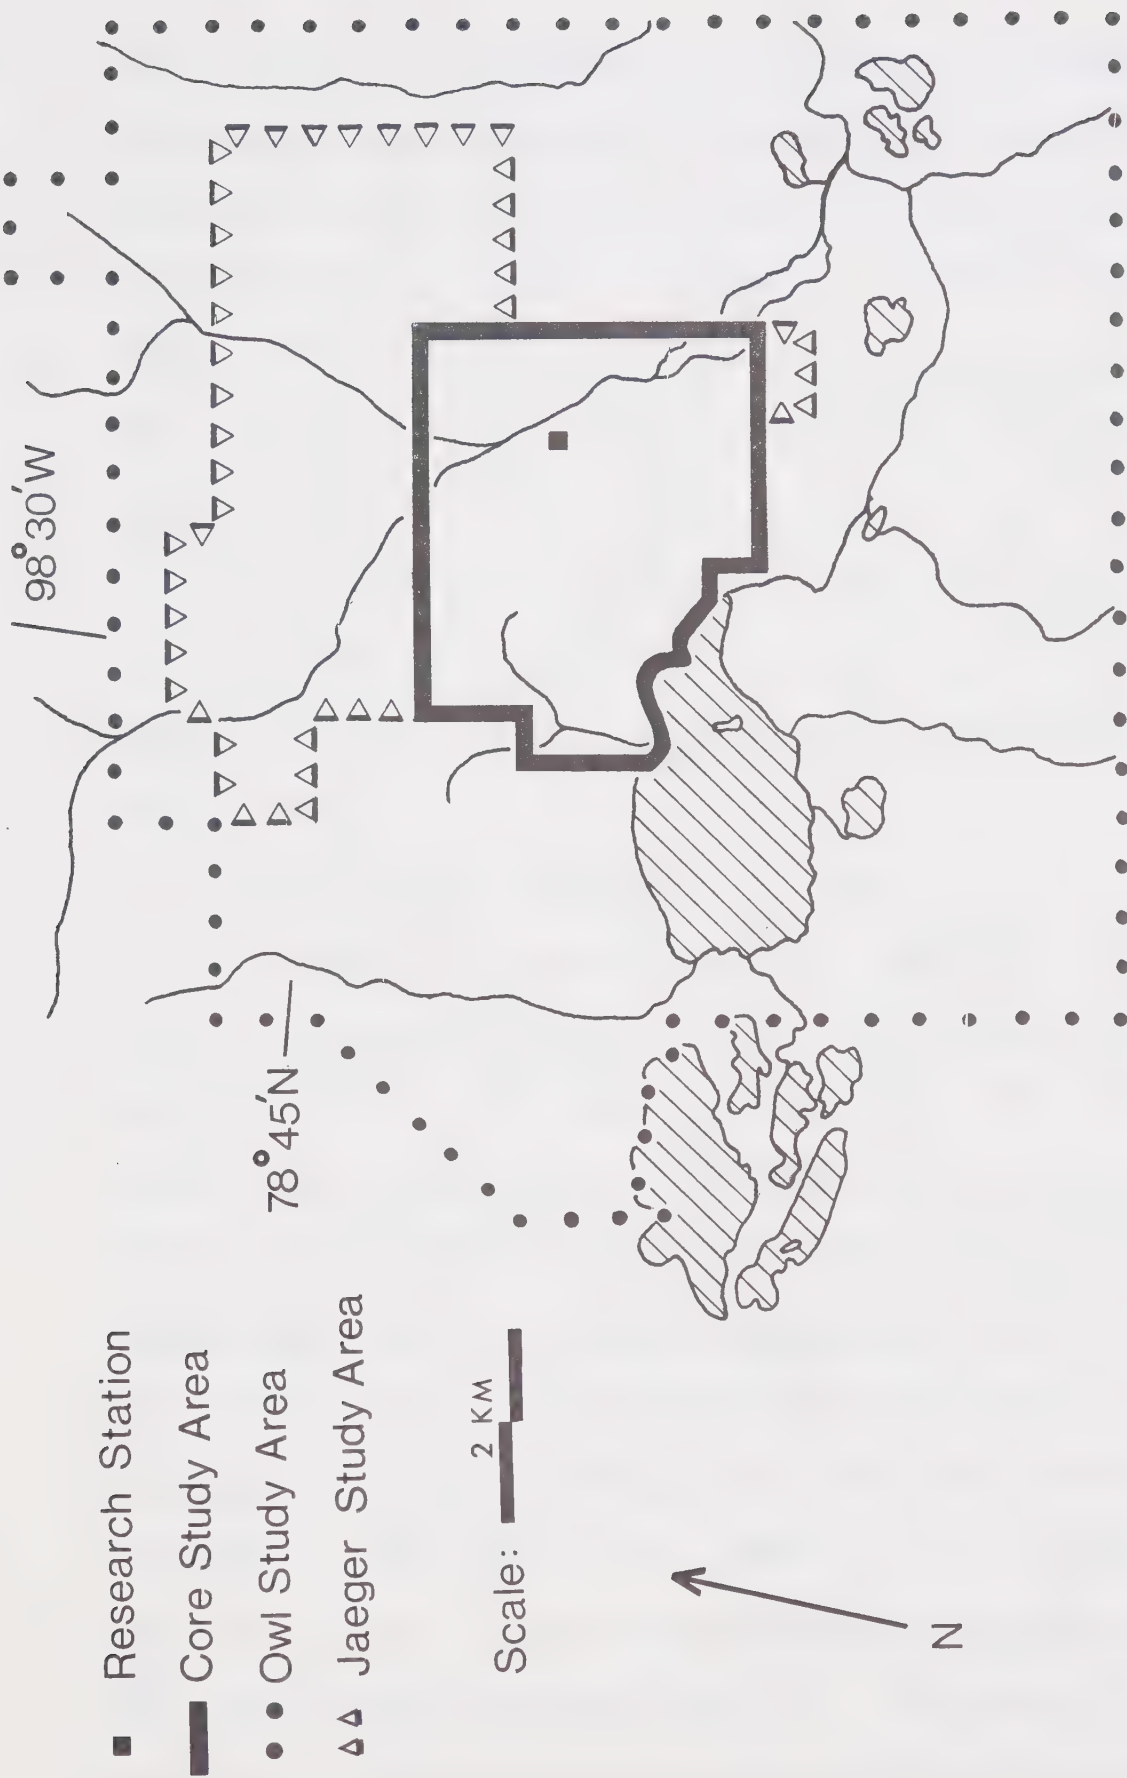 98°30′W
78°45′N
Research Station
Core Study Area
Owl Study Area
Jaeger Study Area
Scale: 2 KM
N